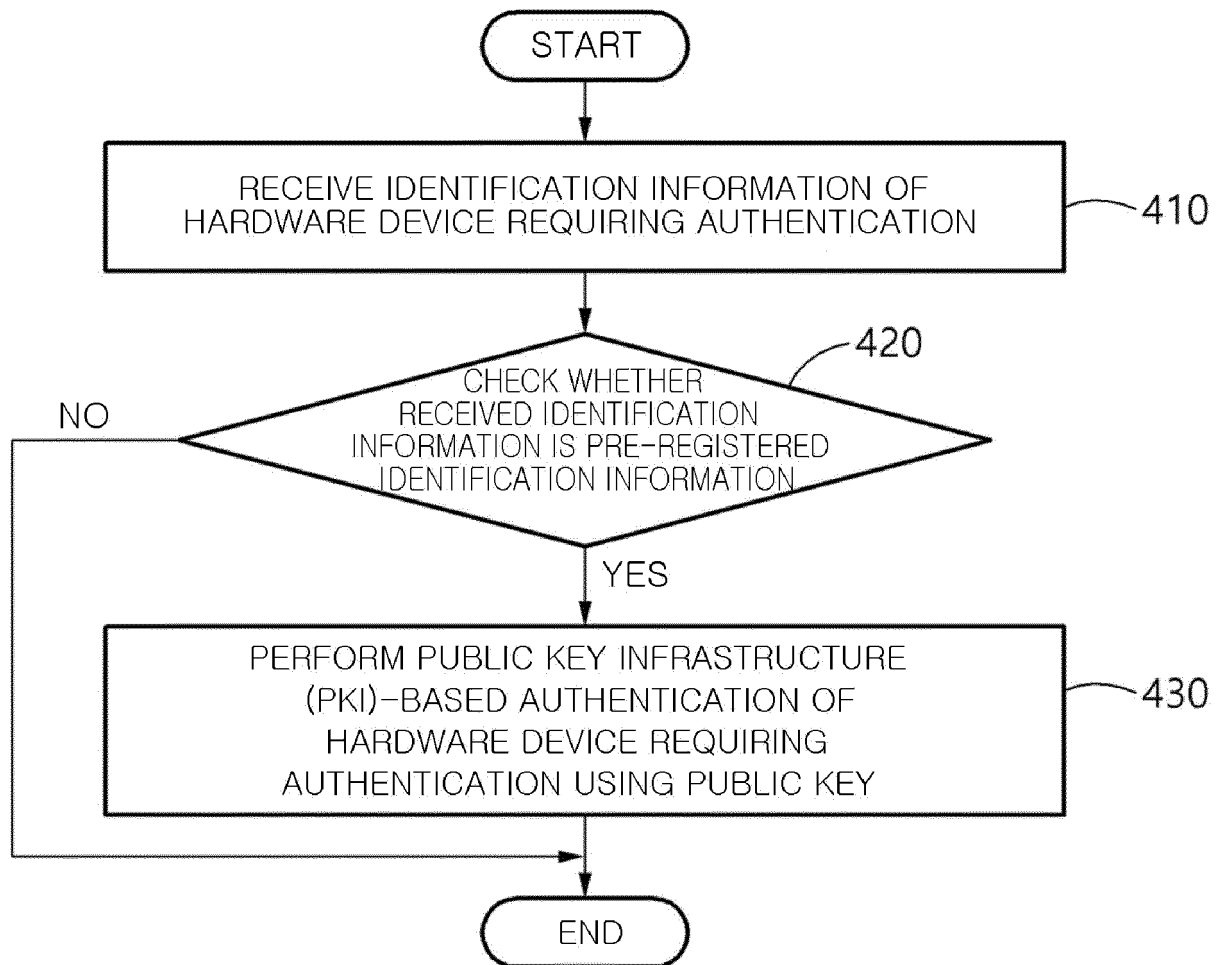 START
RECEIVE IDENTIFICATION INFORMATION OF
HARDWARE DEVICE REQUIRING AUTHENTICATION
410
420
CHECK WHETHER
RECEIVED IDENTIFICATION
INFORMATION IS PRE-REGISTERED
IDENTIFICATION INFORMATION
NO
YES
PERFORM PUBLIC KEY INFRASTRUCTURE
(PKI)-BASED AUTHENTICATION OF
HARDWARE DEVICE REQUIRING
AUTHENTICATION USING PUBLIC KEY
430
END